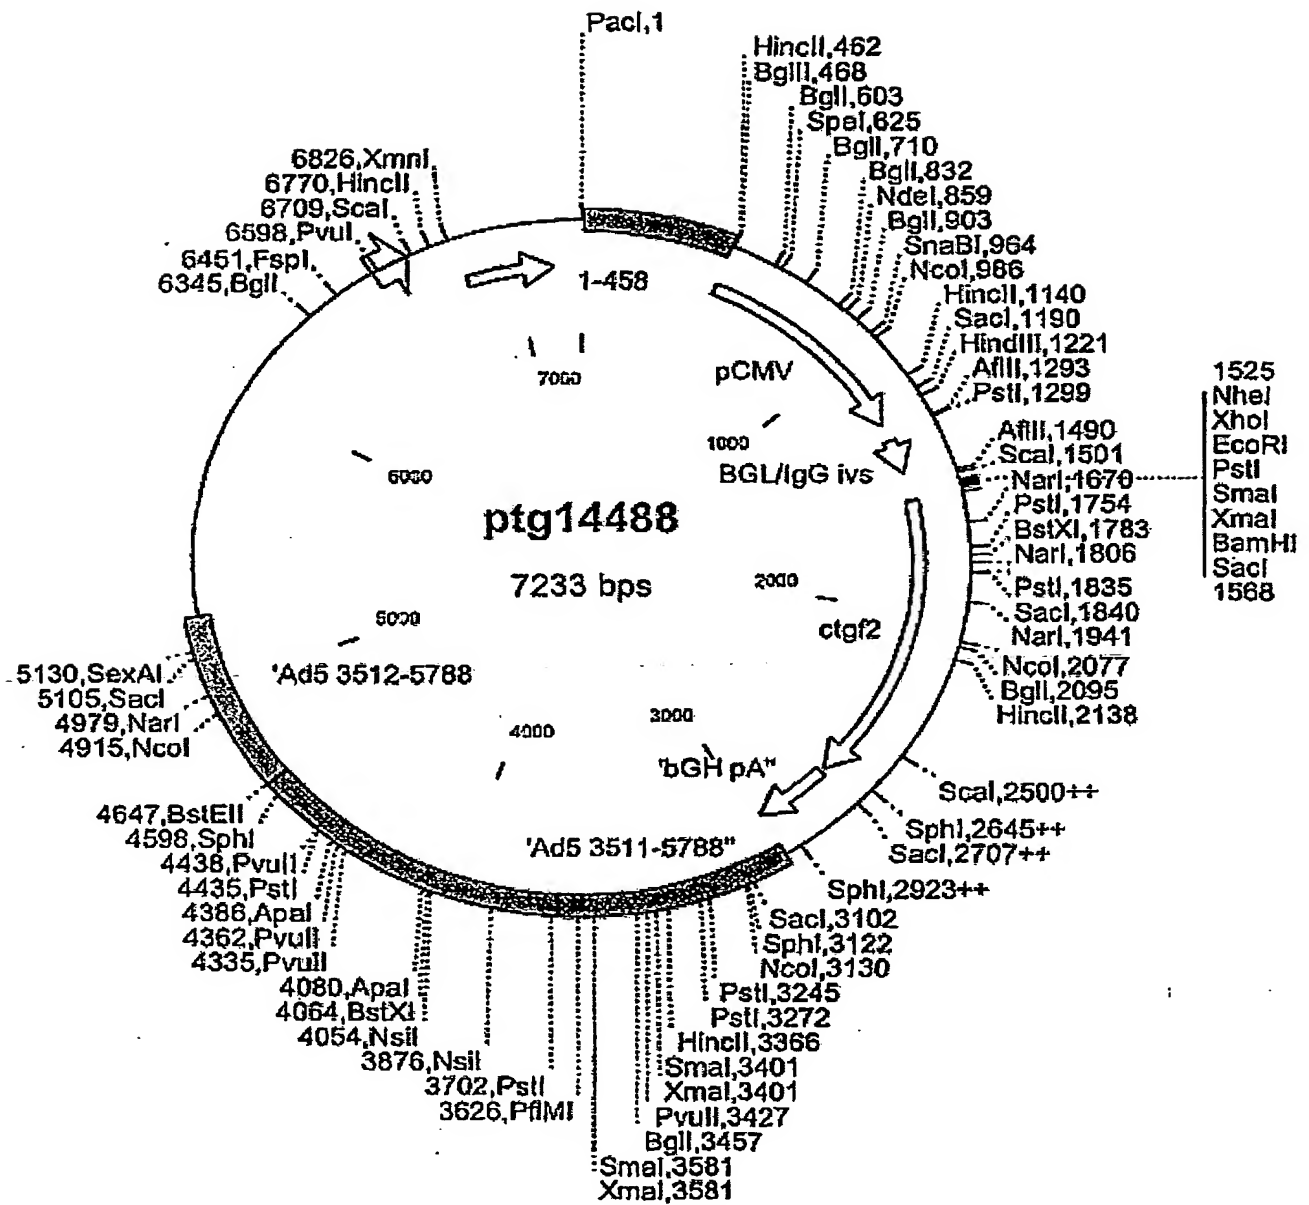 PacI,1
HincII,462
BglII,468
BglI,603
SpeI,625
BglI,710
BglI,832
NdeI,859
BglI,903
SnaBI,964
NcoI,986
HincII,1140
SacI,1190
HindIII,1221
AflII,1293
PstI,1299
AflII,1490
ScaI,1501
NarI,1670
PstI,1754
BstXI,1783
NarI,1806
PstI,1835
SacI,1840
NarI,1941
NcoI,2077
BglI,2095
HincII,2138
1525
NheI
XhoI
EcoRI
PstI
SmaI
XmaI
BamHI
SacI
1568
ScaI,2500++
SphI,2645++
SacI,2707++
SphI,2923++
SacI,3102
SphI,3122
NcoI,3130
PstI,3245
PstI,3272
HincII,3366
SmaI,3401
XmaI,3401
PvuII,3427
BglI,3457
SmaI,3581
XmaI,3581
3626,PflMI
3702,PstI
3876,NsiI
4054,NsiI
4064,BstXI
4080,ApaI
4335,PvuII
4362,PvuII
4386,ApaI
4435,PstI
4438,PvuII
4598,SphI
4647,BstEII
4915,NcoI
4979,NarI
5105,SacI
5130,SexAI
6345,BglI
6451,FspI
6598,PvuI
6709,ScaI
6770,HincII
6826,XmnI
1-458
pCMV
BGL/IgG ivs
ctgf2
"bGH pA"
'Ad5 3511-5788"
'Ad5 3512-5788
7000
1000
2000
3000
4000
5000
6000
ptg14488
7233 bps